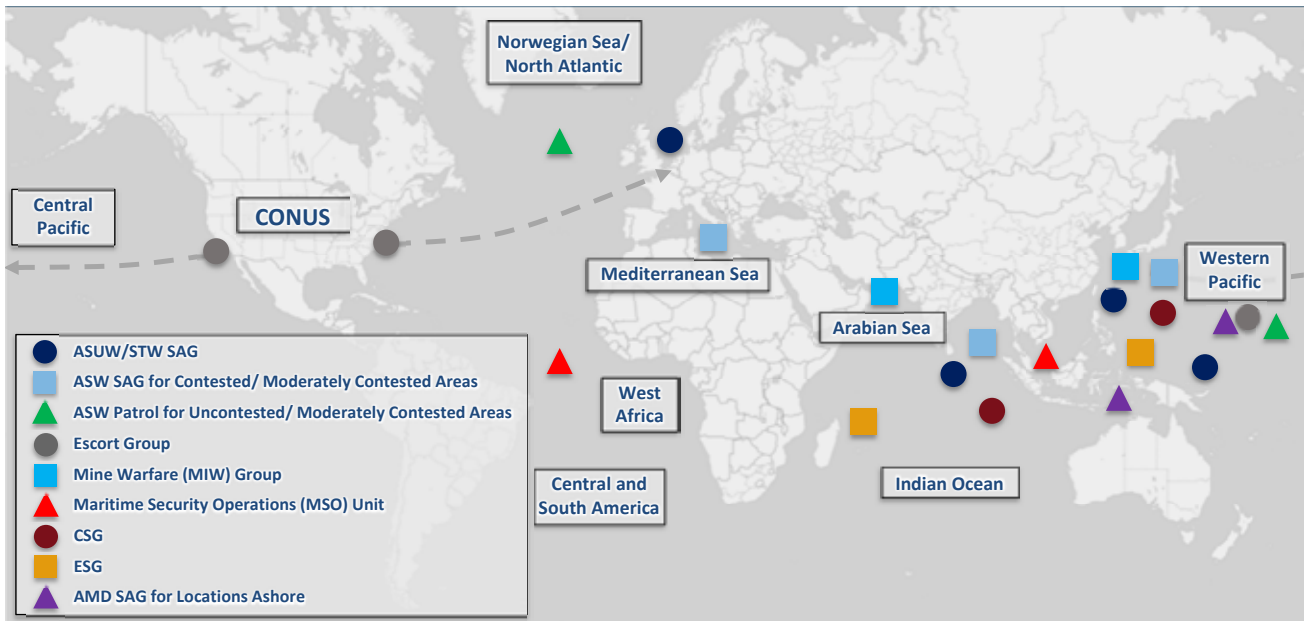 Norwegian Sea/
North Atlantic
Central
Pacific
CONUS
Mediterranean Sea
Western
Pacific
Arabian Sea
West
Africa
Central and
South America
Indian Ocean
ASUW/STW SAG
ASW SAG for Contested/ Moderately Contested Areas
ASW Patrol for Uncontested/ Moderately Contested Areas
Escort Group
Mine Warfare (MIW) Group
Maritime Security Operations (MSO) Unit
CSG
ESG
AMD SAG for Locations Ashore